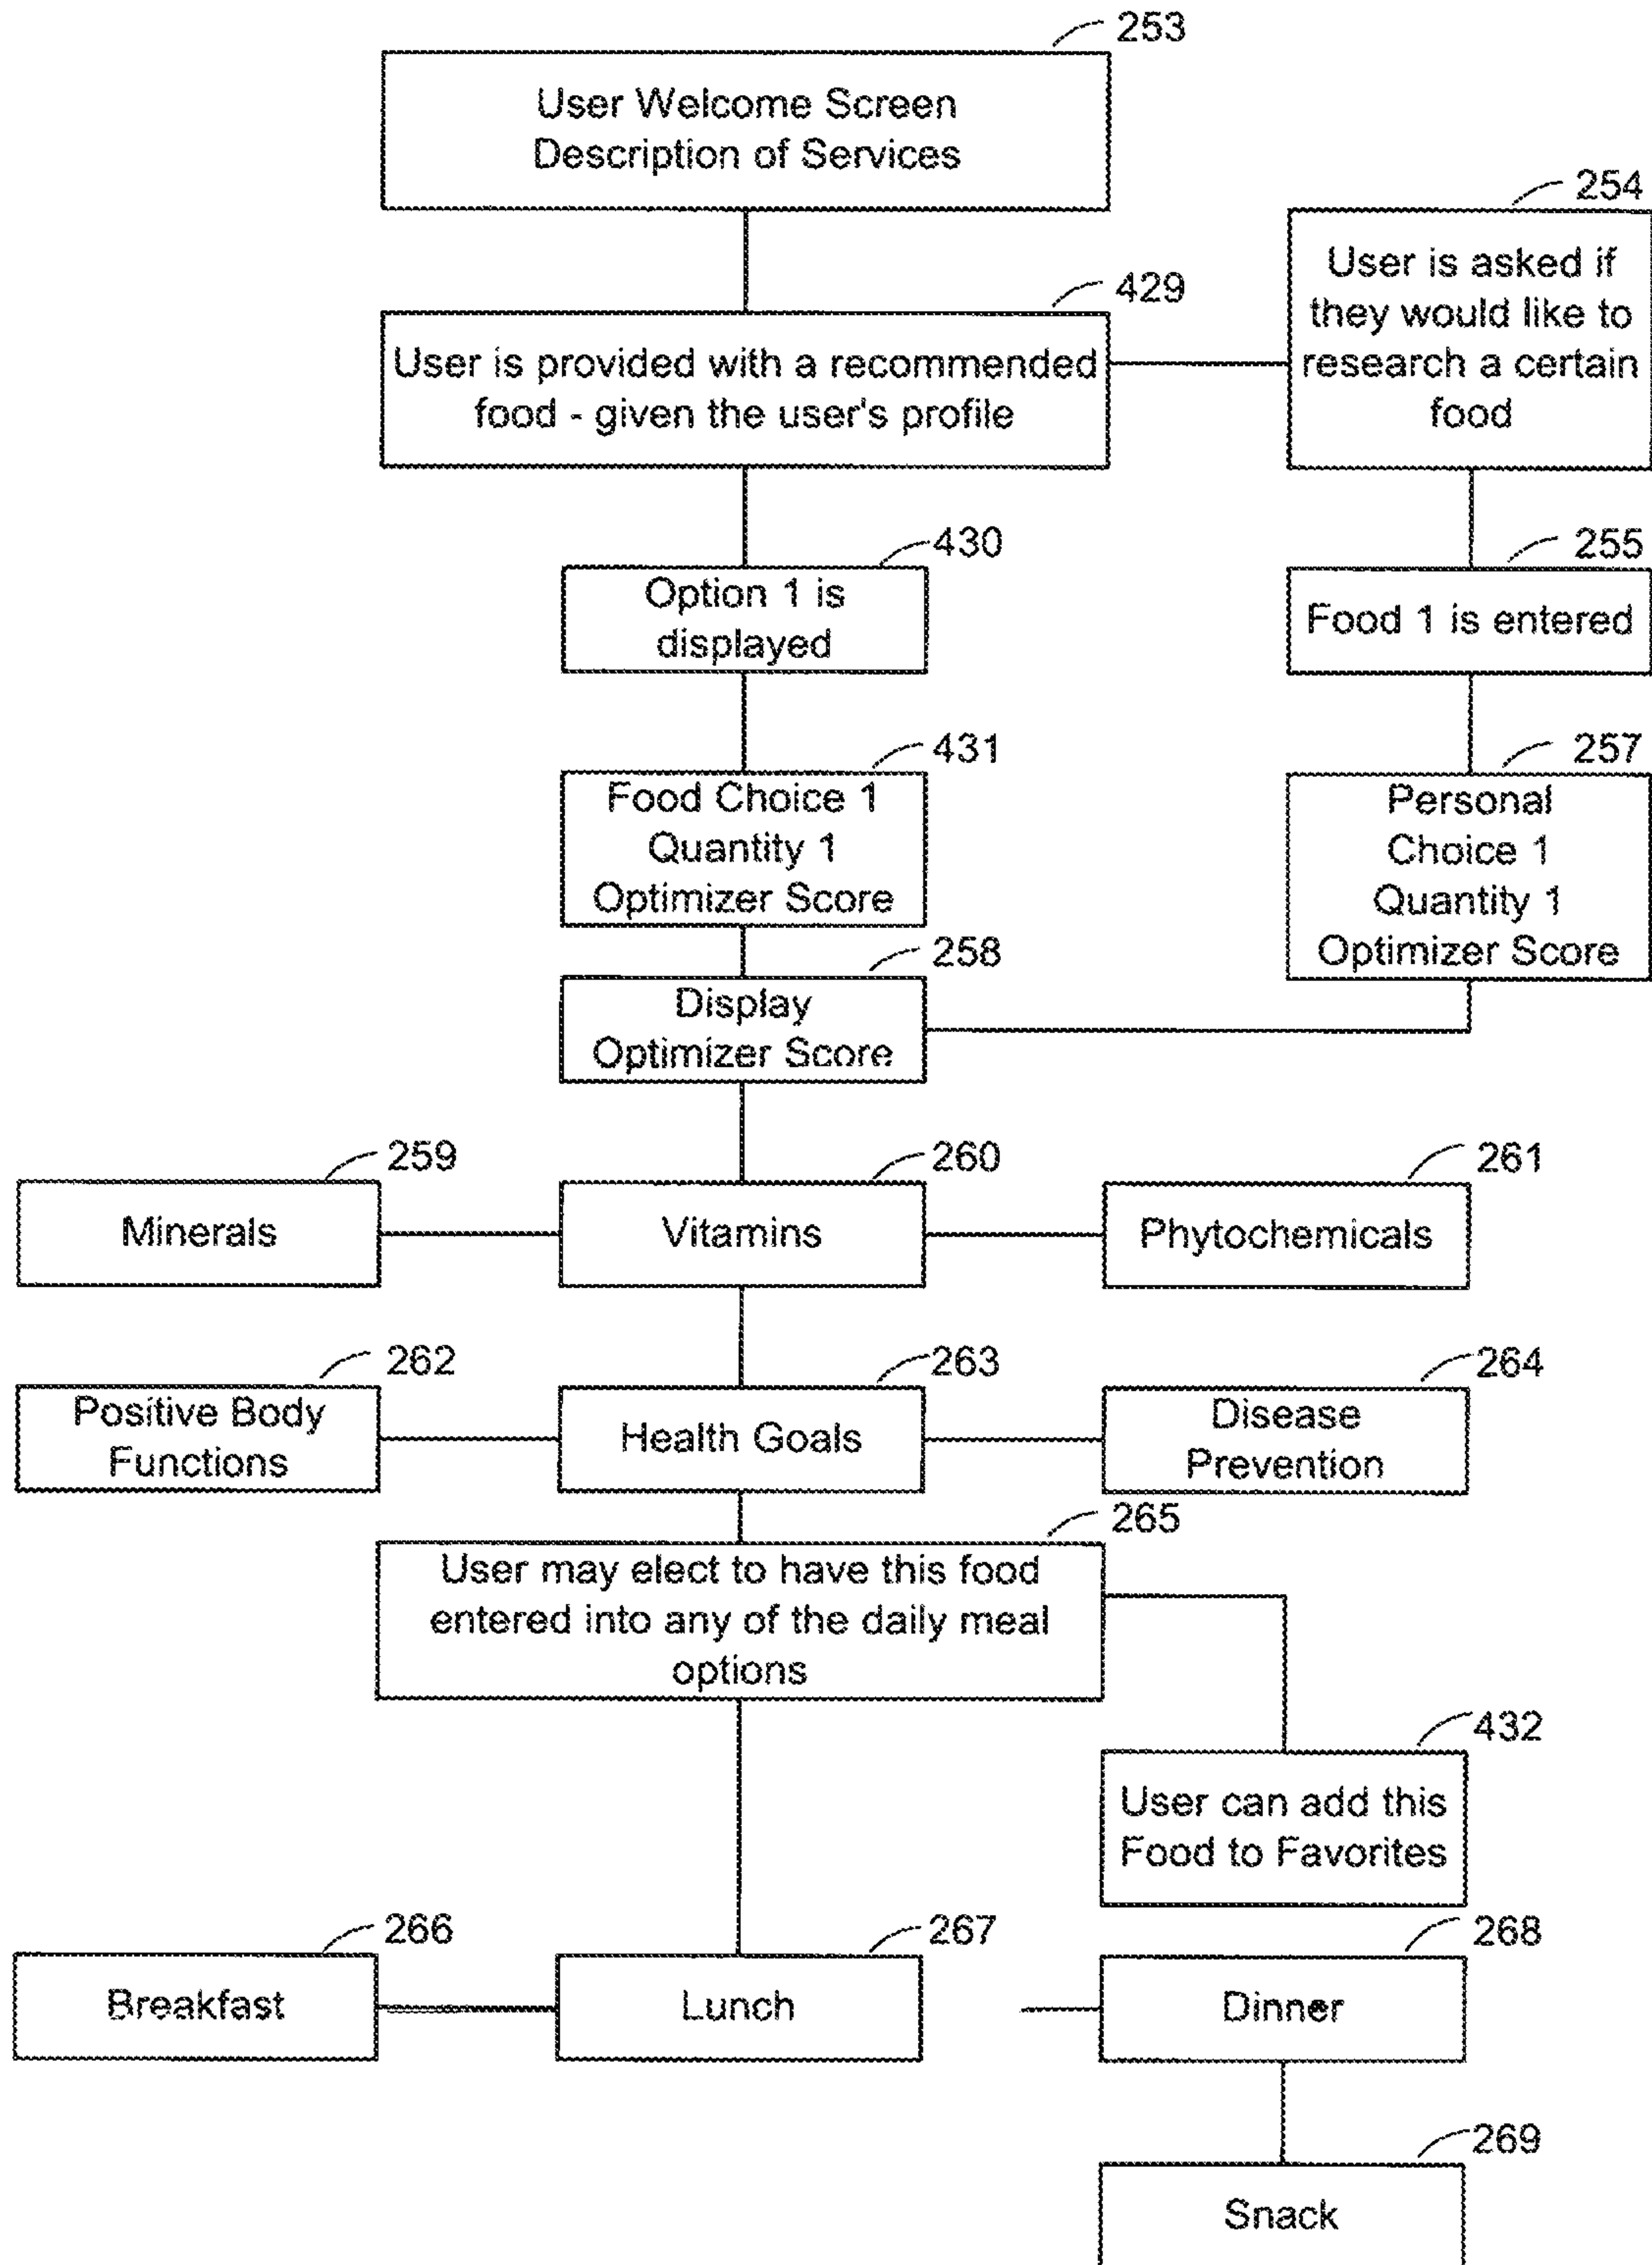 253
User Welcome Screen
Description of Services
254
User is asked if
they would like to
research a certain
food
429
User is provided with a recommended
food - given the user's profile
430
Option 1 is
displayed
255
Food 1 is entered
431
Food Choice 1
Quantity 1
Optimizer Score
257
Personal
Choice 1
Quantity 1
Optimizer Score
258
Display
Optimizer Score
259
Minerals
260
Vitamins
261
Phytochemicals
262
Positive Body
Functions
263
Health Goals
264
Disease
Prevention
265
User may elect to have this food
entered into any of the daily meal
options
432
User can add this
Food to Favorites
266
Breakfast
267
Lunch
268
Dinner
269
Snack